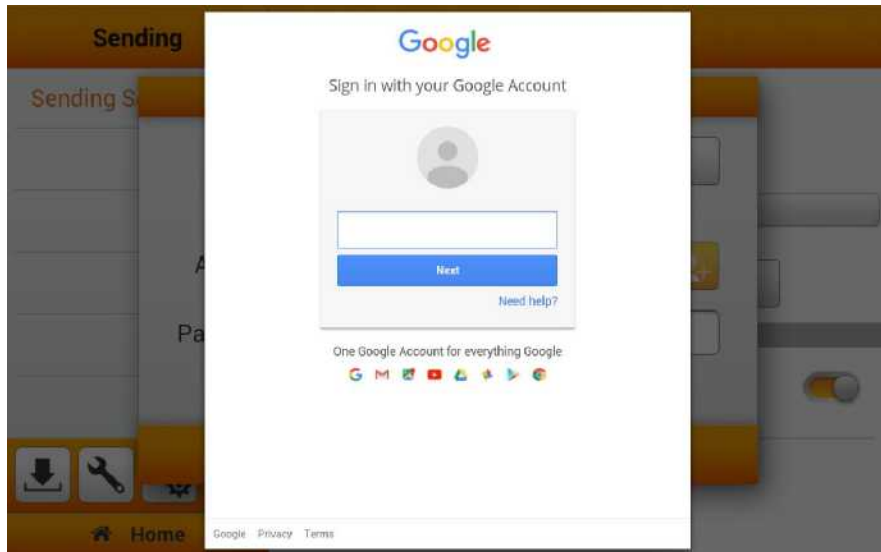 Sending
Google
Sign in with your Google Account
Sending S
Next
Need help?
A
Pa
One Google Account for everything Google
Home
Google Privacy Terms